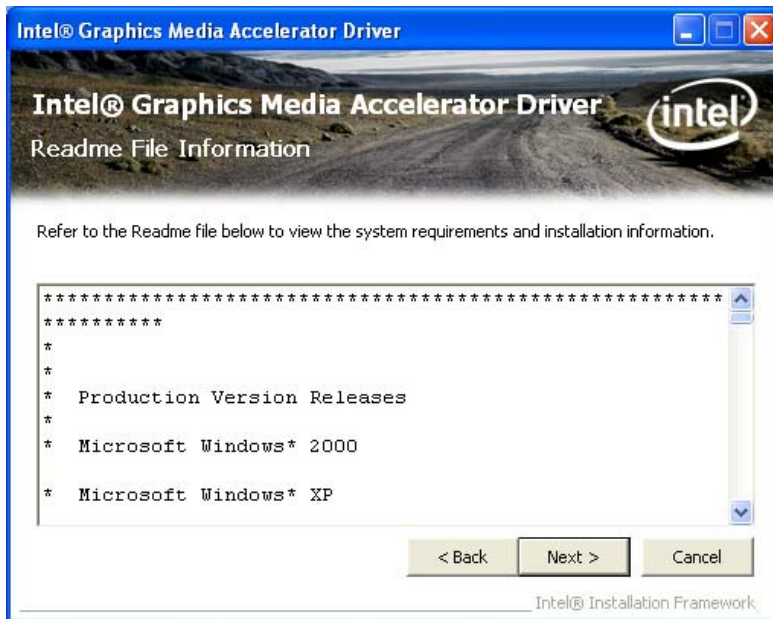 Intel® Graphics Media Accelerator Driver
Intel® Graphics Media Accelerator Driver
intel
Readme File Information
Refer to the Readme file below to view the system requirements and installation information.
********************************************************
**********
*
*
* Production Version Releases
*
* Microsoft Windows* 2000
* Microsoft Windows* XP
< Back Next > Cancel
Intel® Installation Framework